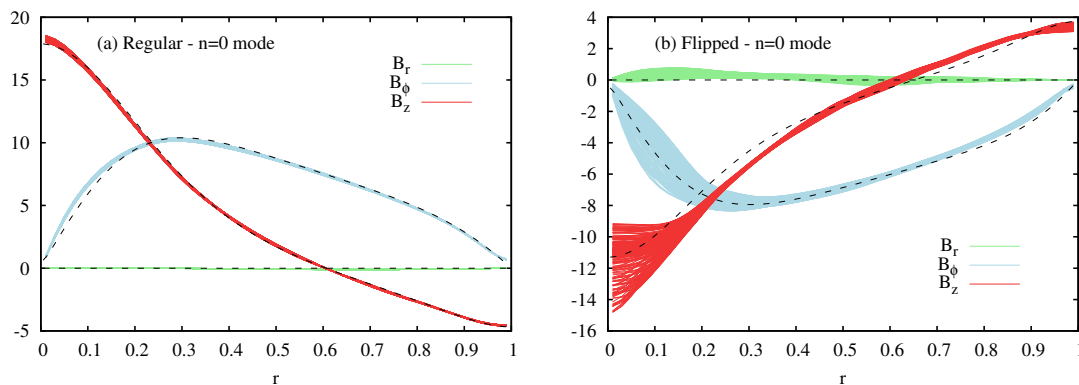 (a) Regular - n=0 mode
B_r
B_ϕ
B_z
20
15
10
5
0
-5
0 0.1 0.2 0.3 0.4 0.5 0.6 0.7 0.8 0.9 1
r
(b) Flipped - n=0 mode
B_r
B_ϕ
B_z
4
2
0
-2
-4
-6
-8
-10
-12
-14
-16
0 0.1 0.2 0.3 0.4 0.5 0.6 0.7 0.8 0.9 1
r